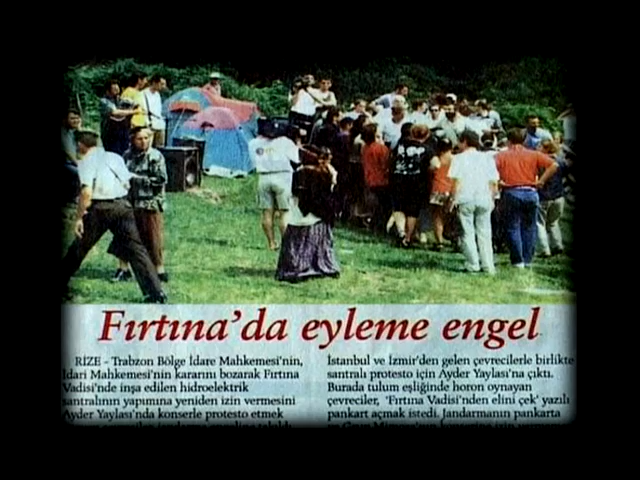 Fırtına'da eyleme engel
RİZE - Trabzon Bölge İdare Mahkemesi'nin,
İdari Mahkemesi'nin kararını bozarak Fırtına
Vadisi'nde inşa edilen hidroelektrik
santralının yapımına yeniden izin vermesini
Ayder Yaylası'nda konserle protesto etmek
İstanbul ve İzmir'den gelen çevrecilerle birlikte
santralı protesto için Ayder Yaylası'na çıktı.
Burada tulum eşliğinde horon oynayan
çevreciler, 'Fırtına Vadisi'nden elini çek' yazılı
pankart açmak istedi. Jandarmanın pankarta